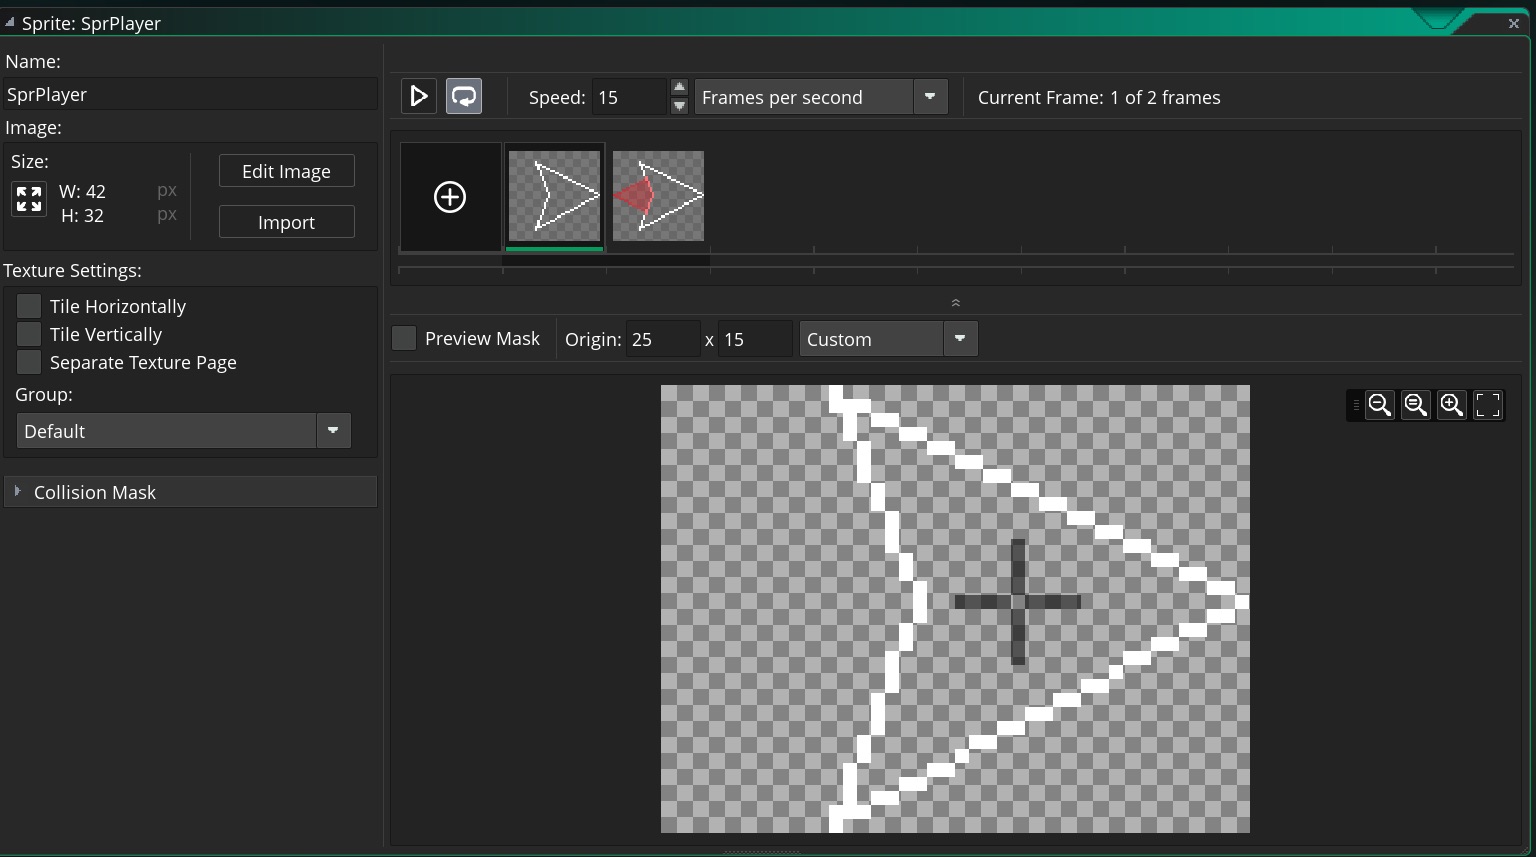 Sprite: SprPlayer
Name:
SprPlayer
Image:
Size:
W: 42 px
H: 32 px
Edit Image
Import
Texture Settings:
Tile Horizontally
Tile Vertically
Separate Texture Page
Group:
Default
Collision Mask
Speed: 15 Frames per second Current Frame: 1 of 2 frames
Preview Mask Origin: 25 x 15 Custom